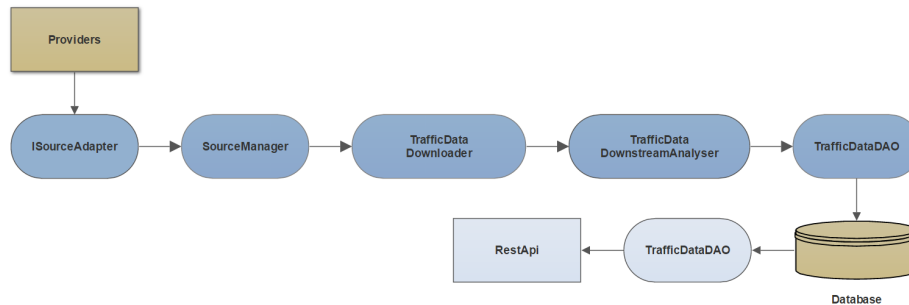 Providers
ISourceAdapter
SourceManager
TrafficData
Downloader
TrafficData
DownstreamAnalyser
TrafficDataDAO
RestApi
TrafficDataDAO
Database